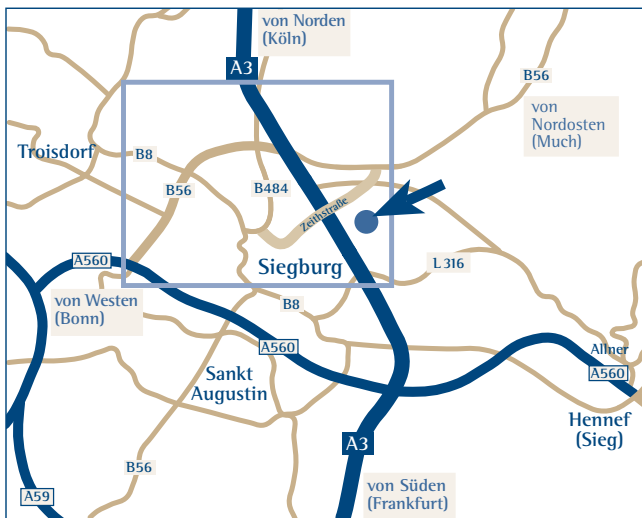 von Norden
(Köln)
A3
B56
von
Nordosten
(Much)
Troisdorf
B8
B56
B484
Zeithstraße
A560
Siegburg
L 316
von Westen
(Bonn)
B8
A560
Allner
A560
Sankt
Augustin
Hennef
(Sieg)
A3
B56
von Süden
(Frankfurt)
A59